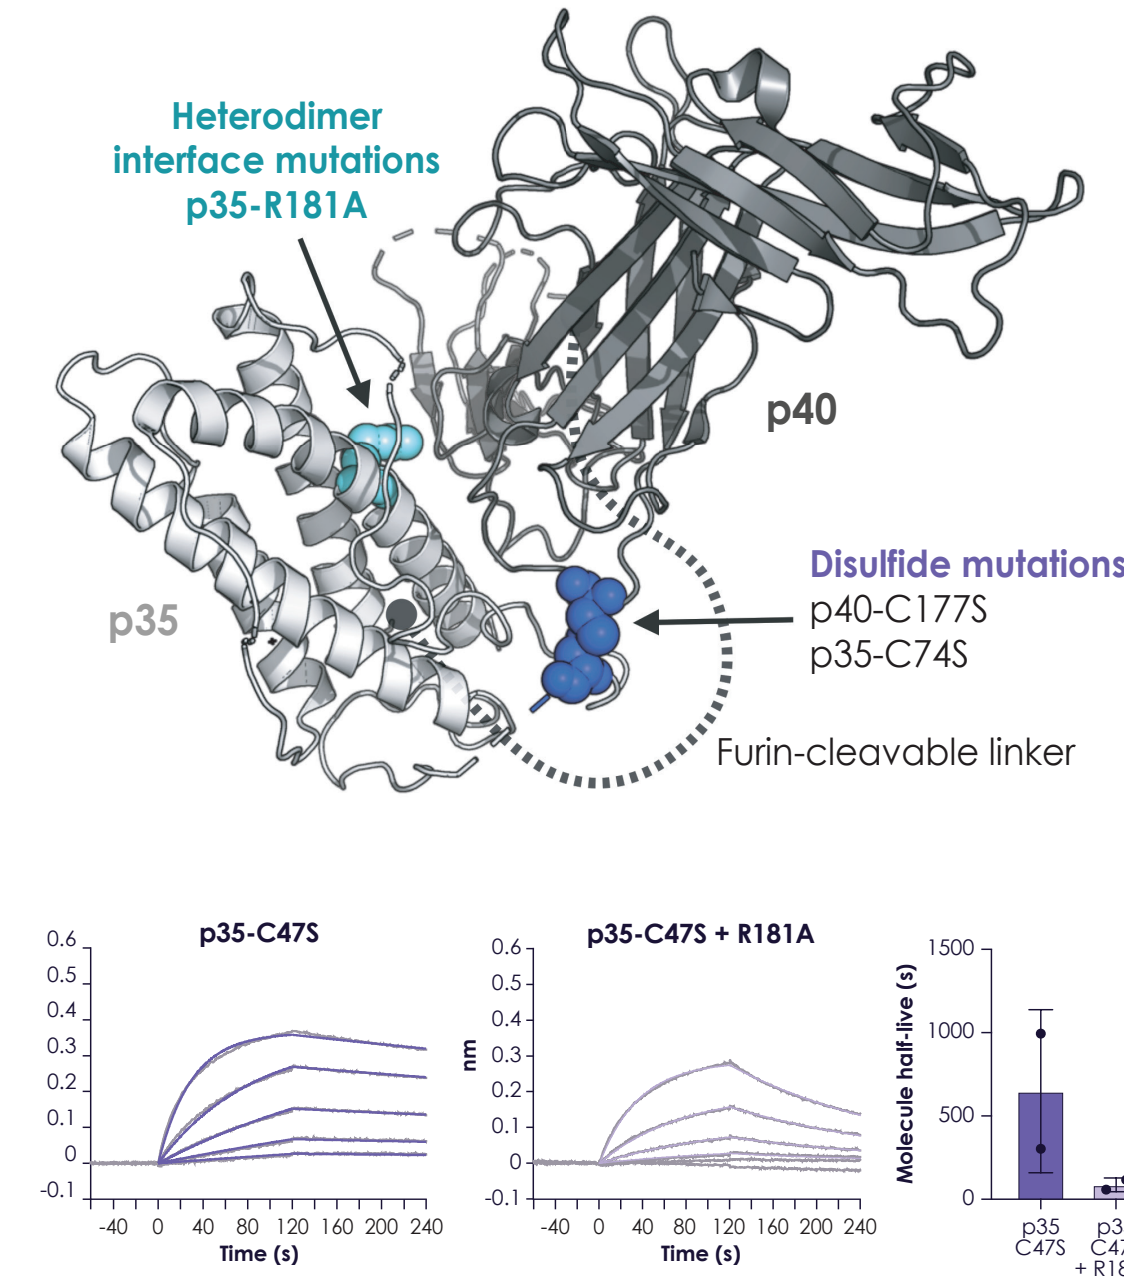 Heterodimer
interface mutations
p35-R181A
p40
p35
Disulfide mutations
p40-C177S
p35-C74S
Furin-cleavable linker
p35-C47S
0.6
0.5
0.4
0.3
0.2
0.1
0
-0.1
-40 0 40 80 120 160 200 240
Time (s)
p35-C47S + R181A
nm
0.6
0.5
0.4
0.3
0.2
0.1
0
-0.1
-40 0 40 80 120 160 200 240
Time (s)
Molecule half-live (s)
1500
1000
500
0
p35
C47S
p3
C47
+ R18